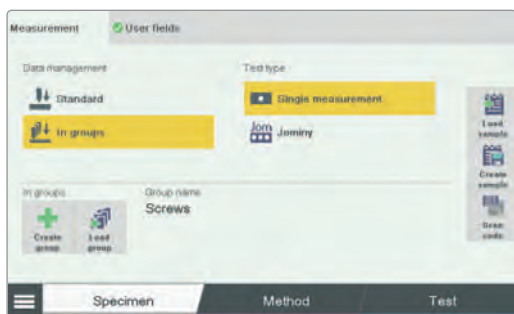 Measurement
User fields
Data management
Standard
In groups
Test type
Single measurement
Jom Jominy
Load
sample
Create
sample
Scan
code
In groups
Create
group
Load
group
Group name
Screws
Specimen
Method
Test